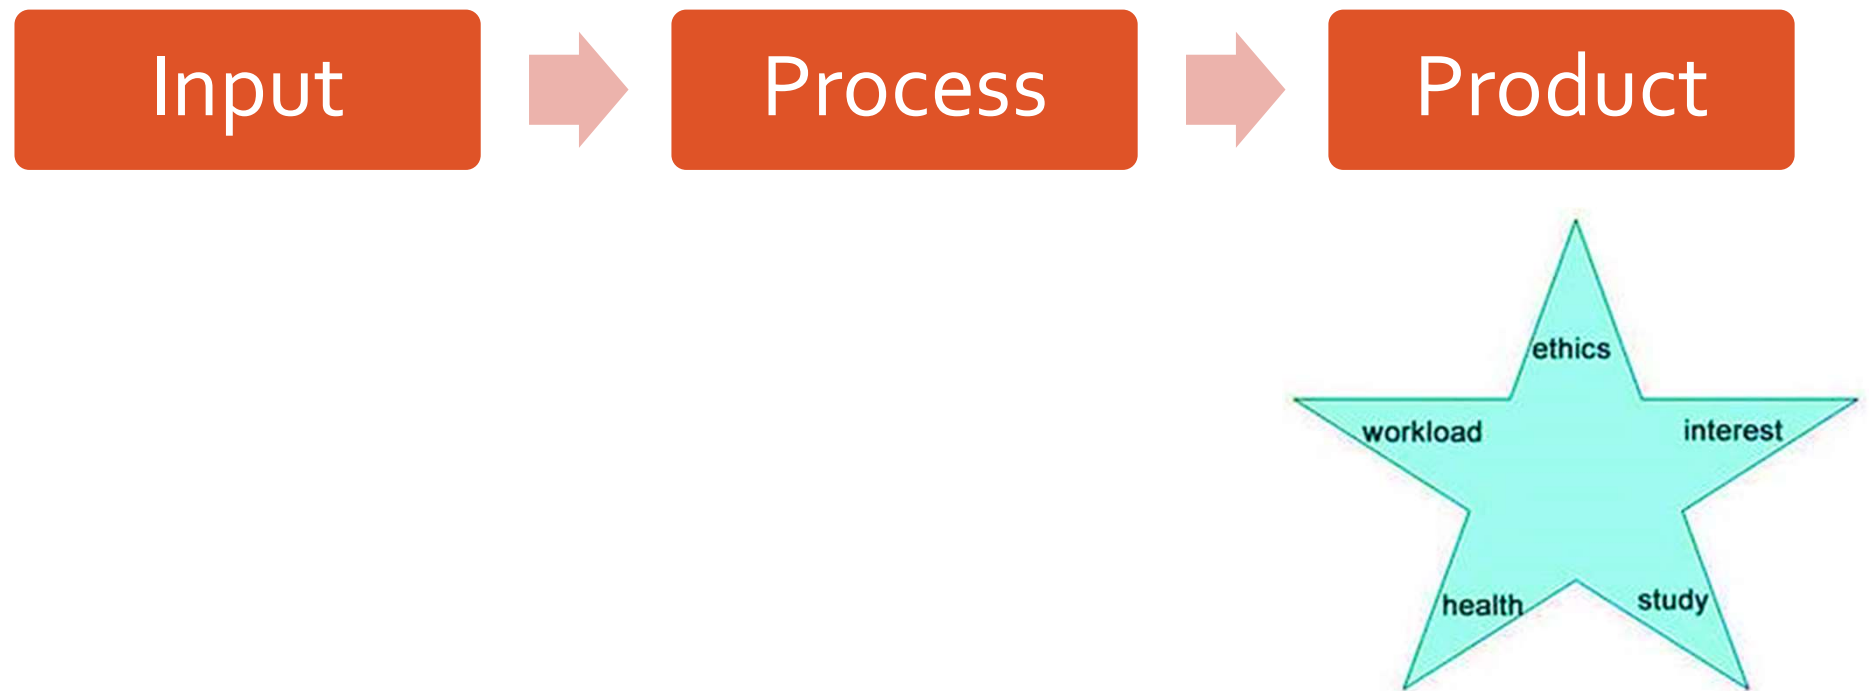 Input
Process
Product
ethics
workload
interest
health
study